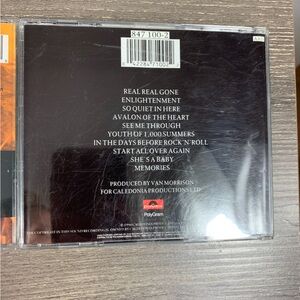 847 100-2
REAL REAL GONE
ENLIGHTENMENT
SO QUIET IN HERE
AVALON OF THE HEART
SEE ME THROUGH
YOUTH OF 1,000 SUMMERS
IN THE DAYS BEFORE ROCK 'N' ROLL
START ALL OVER AGAIN
SHE'S A BABY
MEMORIES
PRODUCED BY VAN MORRISON
FOR CALEDONIA PRODUCTIONS LTD
PolyGram